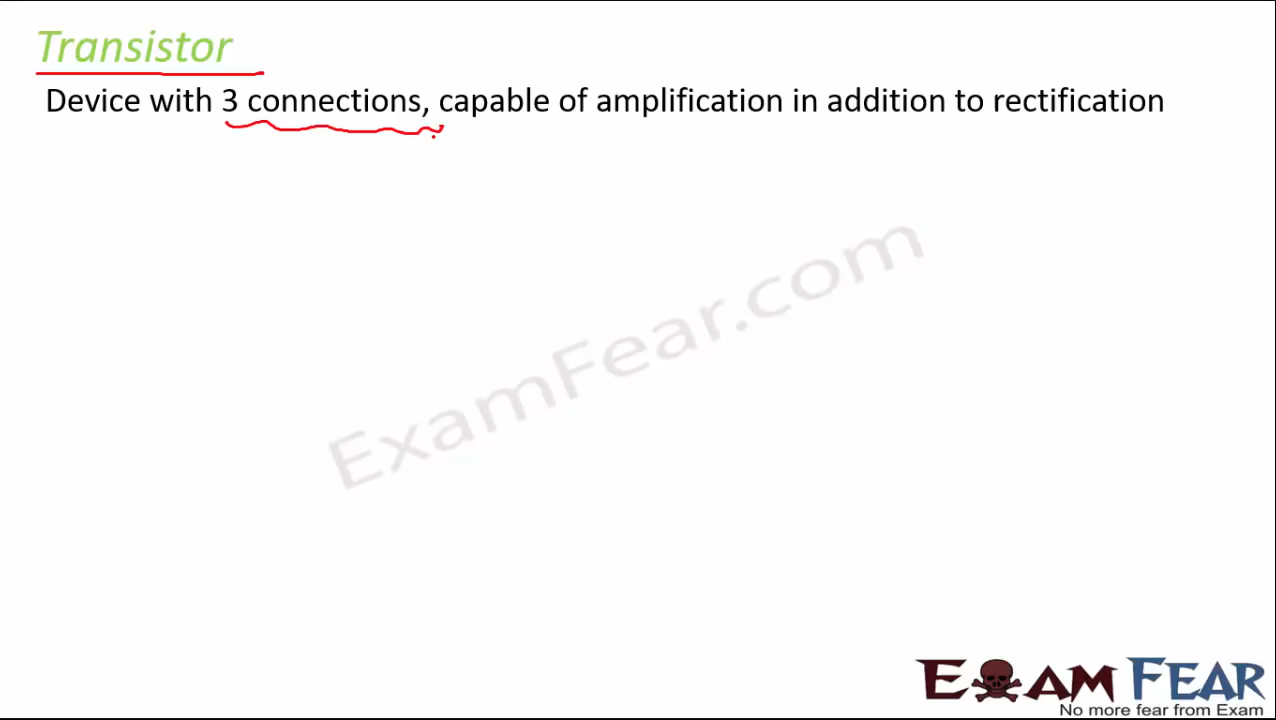 Transistor
Device with 3 connections, capable of amplification in addition to rectification
ExamFear.com
EXAM FEAR
No more fear from Exam